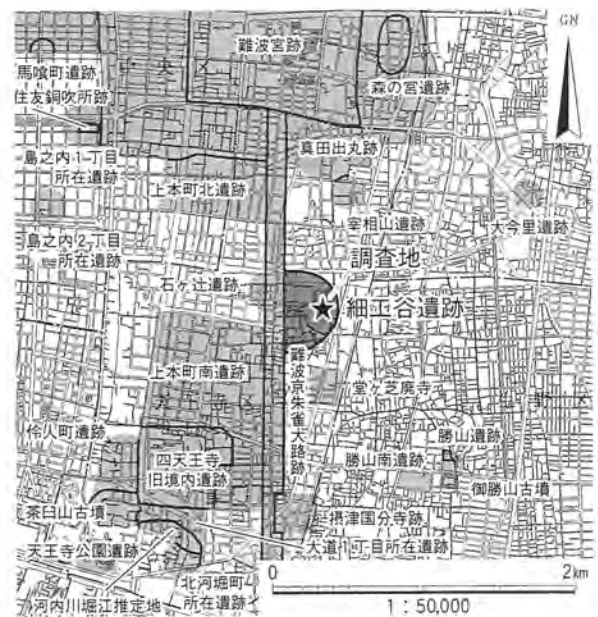 難波宮跡
GN
馬喰町遺跡
住友銅吹所跡
中央
森の宮遺跡
島之内1丁目
所在遺跡
真田出丸跡
上本町北遺跡
宰相山遺跡
大今里遺跡
島之内2丁目
所在遺跡
調査地
石ヶ辻遺跡
細工谷遺跡
難波京朱雀大路跡
上本町南遺跡
堂ヶ芝廃寺
伶人町遺跡
四天王寺
旧境内遺跡
勝山遺跡
勝山南遺跡
御勝山古墳
茶臼山古墳
摂津国分寺跡
天王寺公園遺跡
大道1丁目所在遺跡
北河堀町
所在遺跡
河内川堀江推定地
0
2km
1：50,000